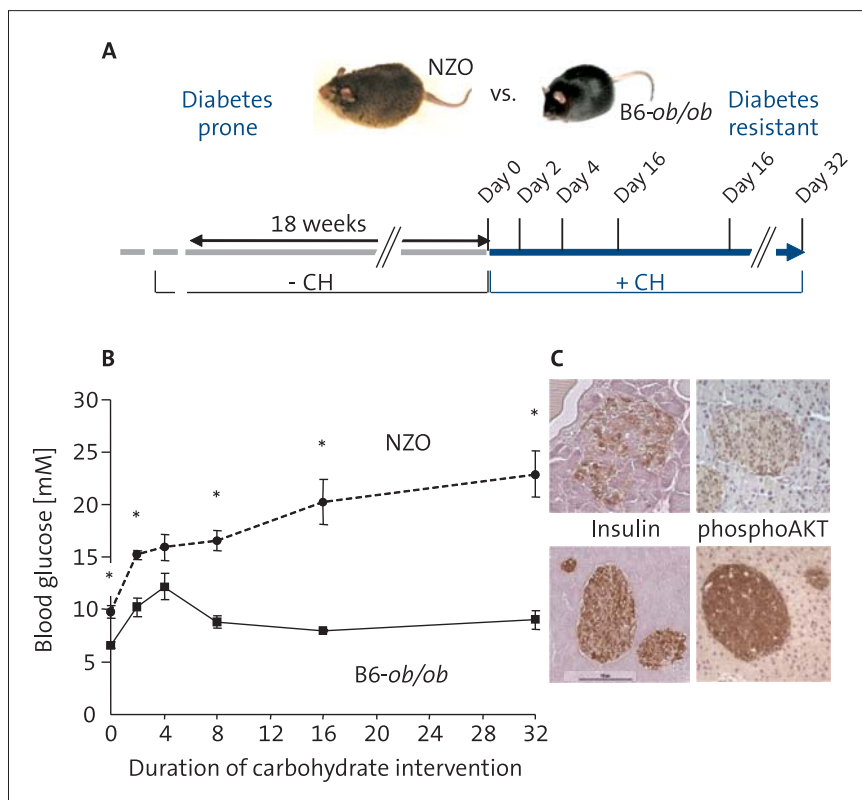 A
NZO
vs.
B6-ob/ob
Diabetes
prone
Diabetes
resistant
Day 0
Day 2
Day 4
Day 16
Day 16
Day 32
18 weeks
- CH
+ CH
B
30
25
20
15
10
5
0
Blood glucose [mM]
*
*
*
*
*
NZO
B6-ob/ob
0 4 8 12 16 20 24 28 32
Duration of carbohydrate intervention
C
Insulin
phosphoAKT